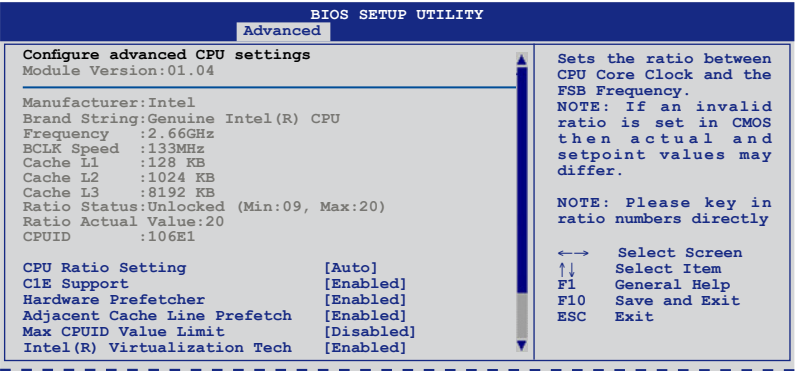 BIOS SETUP UTILITY
Advanced
Configure advanced CPU settings
Module Version:01.04
Manufacturer:Intel
Brand String:Genuine Intel(R) CPU
Frequency :2.66GHz
BCLK Speed :133MHz
Cache L1 :128 KB
Cache L2 :1024 KB
Cache L3 :8192 KB
Ratio Status:Unlocked (Min:09, Max:20)
Ratio Actual Value:20
CPUID :106E1
CPU Ratio Setting [Auto]
C1E Support [Enabled]
Hardware Prefetcher [Enabled]
Adjacent Cache Line Prefetch [Enabled]
Max CPUID Value Limit [Disabled]
Intel(R) Virtualization Tech [Enabled]
Sets the ratio between
CPU Core Clock and the
FSB Frequency.
NOTE: If an invalid
ratio is set in CMOS
then actual and
setpoint values may
differ.
NOTE: Please key in
ratio numbers directly
←→ Select Screen
↑↓ Select Item
F1 General Help
F10 Save and Exit
ESC Exit